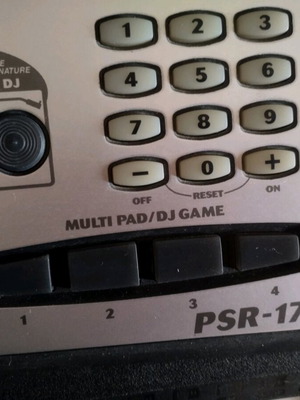 1 2 3
NATURE
DJ
4 5 6
7 8 9
- 0 +
OFF RESET ON
MULTI PAD/DJ GAME
1 2 3 4
PSR-17